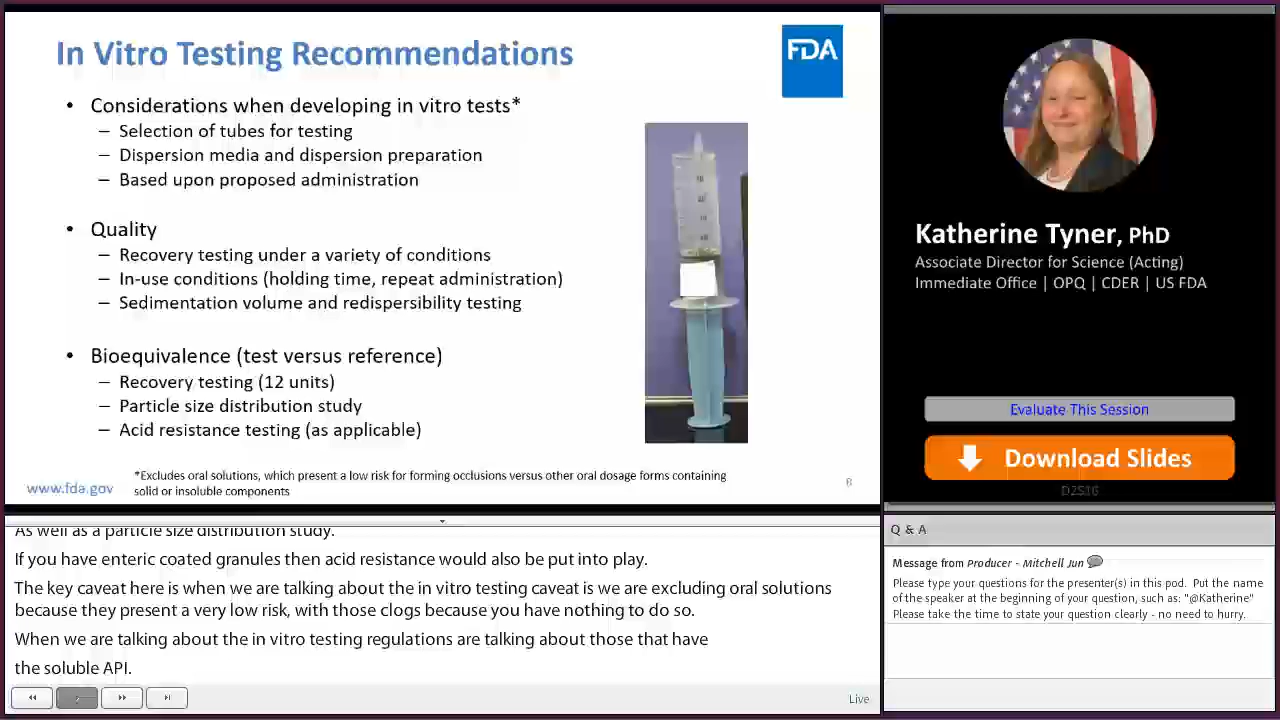 In Vitro Testing Recommendations
FDA
• Considerations when developing in vitro tests*
– Selection of tubes for testing
– Dispersion media and dispersion preparation
– Based upon proposed administration
• Quality
– Recovery testing under a variety of conditions
– In-use conditions (holding time, repeat administration)
– Sedimentation volume and redispersibility testing
• Bioequivalence (test versus reference)
– Recovery testing (12 units)
– Particle size distribution study
– Acid resistance testing (as applicable)
*Excludes oral solutions, which present a low risk for forming occlusions versus other oral dosage forms containing
solid or insoluble components
www.fda.gov
Katherine Tyner, PhD
Associate Director for Science (Acting)
Immediate Office | OPQ | CDER | US FDA
Evaluate This Session
Download Slides
As well as a particle size distribution study.
If you have enteric coated granules then acid resistance would also be put into play.
The key caveat here is when we are talking about the in vitro testing caveat is we are excluding oral solutions
because they present a very low risk, with those clogs because you have nothing to do so.
When we are talking about the in vitro testing regulations are talking about those that have
the soluble API.
Live
Q & A
Message from Producer - Mitchell Jun
Please type your questions for the presenter(s) in this pod. Put the name
of the speaker at the beginning of your question, such as: "@Katherine"
Please take the time to state your question clearly - no need to hurry.